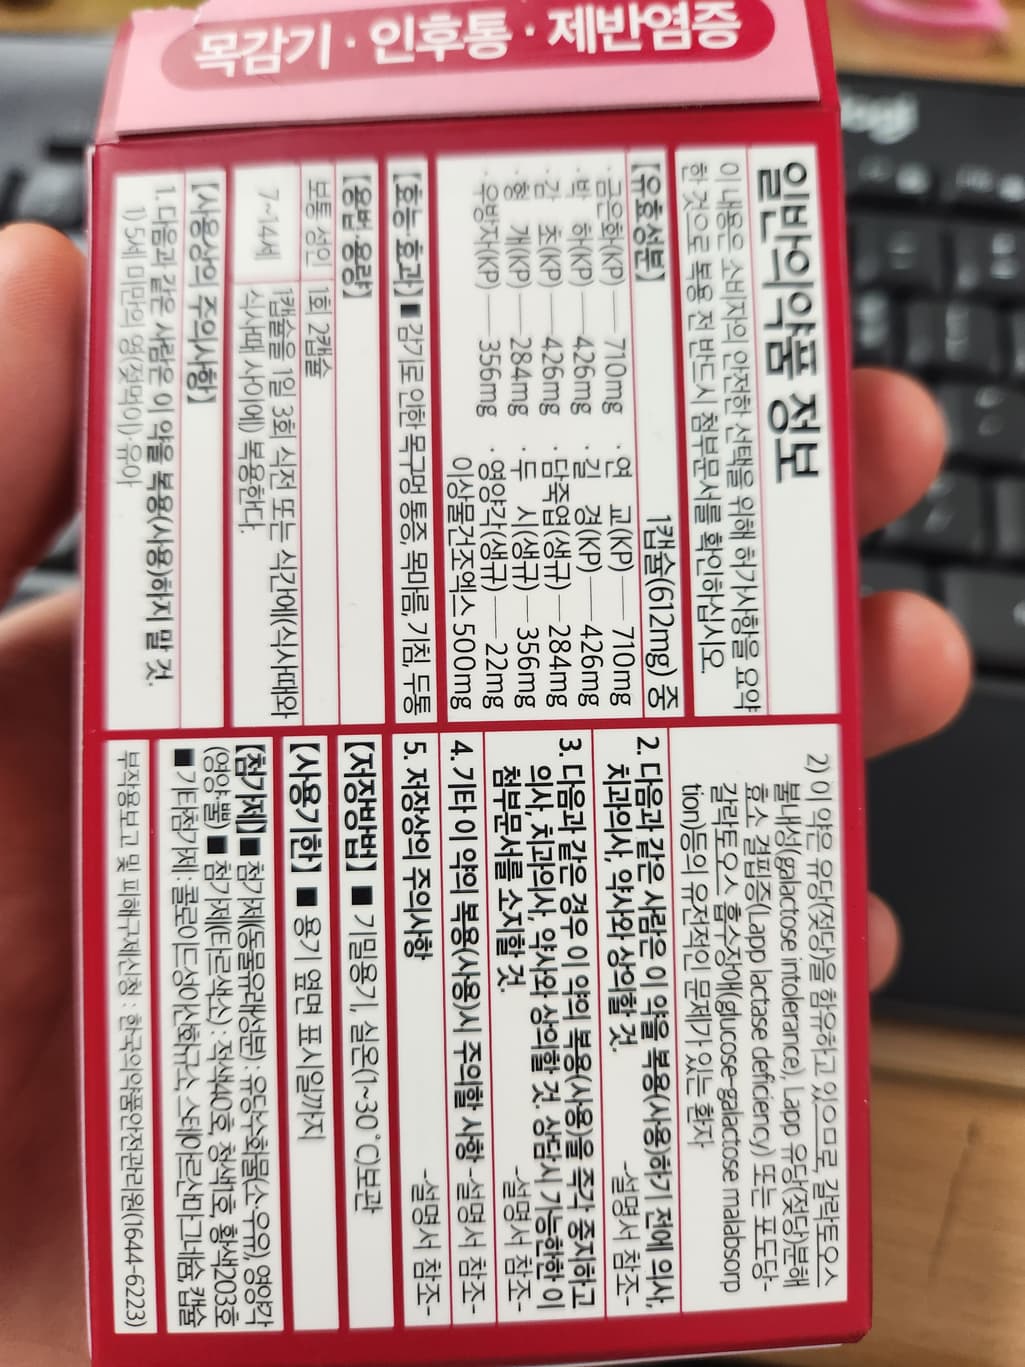 목감기·인후통·제반염증
logi
일반의약품 정보
이 내용은 소비자의 안전한 선택을 위해 허가사항을 요약
한 것으로 복용 전 반드시 첨부문서를 확인하십시오.
【유효성분】 1캡슐(612mg) 중
·금은화(KP)── 710mg ·연 교(KP)── 710mg
·박 하(KP)── 426mg ·길 경(KP)── 426mg
·감 초(KP)── 426mg ·담죽엽(생규)─ 284mg
·형 개(KP)── 284mg ·두 시(생규)─ 356mg
·우방자(KP)── 356mg ·영양각(생규)── 22mg
이상물건조엑스 500mg
【효능·효과】 ■ 감기로 인한 목구멍 통증, 목마름, 기침, 두통
【용법·용량】
보통 성인 1회 2캡슐
7~14세 1캡슐을 1일 3회 식전 또는 식간에(식사때와
식사때 사이에) 복용한다.
【사용상의 주의사항】
1. 다음과 같은 사람은 이 약을 복용(사용)하지 말 것.
1) 5세 미만의 영(젖먹이)·유아
2) 이 약은 유당(젖당)을 함유하고 있으므로, 갈락토오스
불내성(galactose intolerance), Lapp 유당(젖당)분해
효소 결핍증(Lapp lactase deficiency) 또는 포도당-
갈락토오스 흡수장애(glucose-galactose malabsorp
tion)등의 유전적인 문제가 있는 환자
2. 다음과 같은 사람은 이 약을 복용(사용)하기 전에 의사,
치과의사, 약사와 상의할 것. -설명서 참조-
3. 다음과 같은 경우 이 약의 복용(사용)을 즉각 중지하고
의사, 치과의사, 약사와 상의할 것. 상담시 가능한한 이
첨부문서를 소지할 것. -설명서 참조-
4. 기타 이 약의 복용(사용)시 주의할 사항 -설명서 참조-
5. 저장상의 주의사항 -설명서 참조-
【저장방법】 ■ 기밀용기, 실온(1~30℃)보관
【사용기한】 ■ 용기 옆면 표시일까지
【첨가제】 ■ 첨가제(동물유래성분) : 유당수화물(소·우유), 영양각
(영양·뿔) ■ 첨가제(타르색소) : 적색40호, 청색1호, 황색203호
■ 기타첨가제 : 콜로이드성이산화규소, 스테아르산마그네슘, 캡슐
부작용보고 및 피해구제신청 : 한국의약품안전관리원(1644-6223)